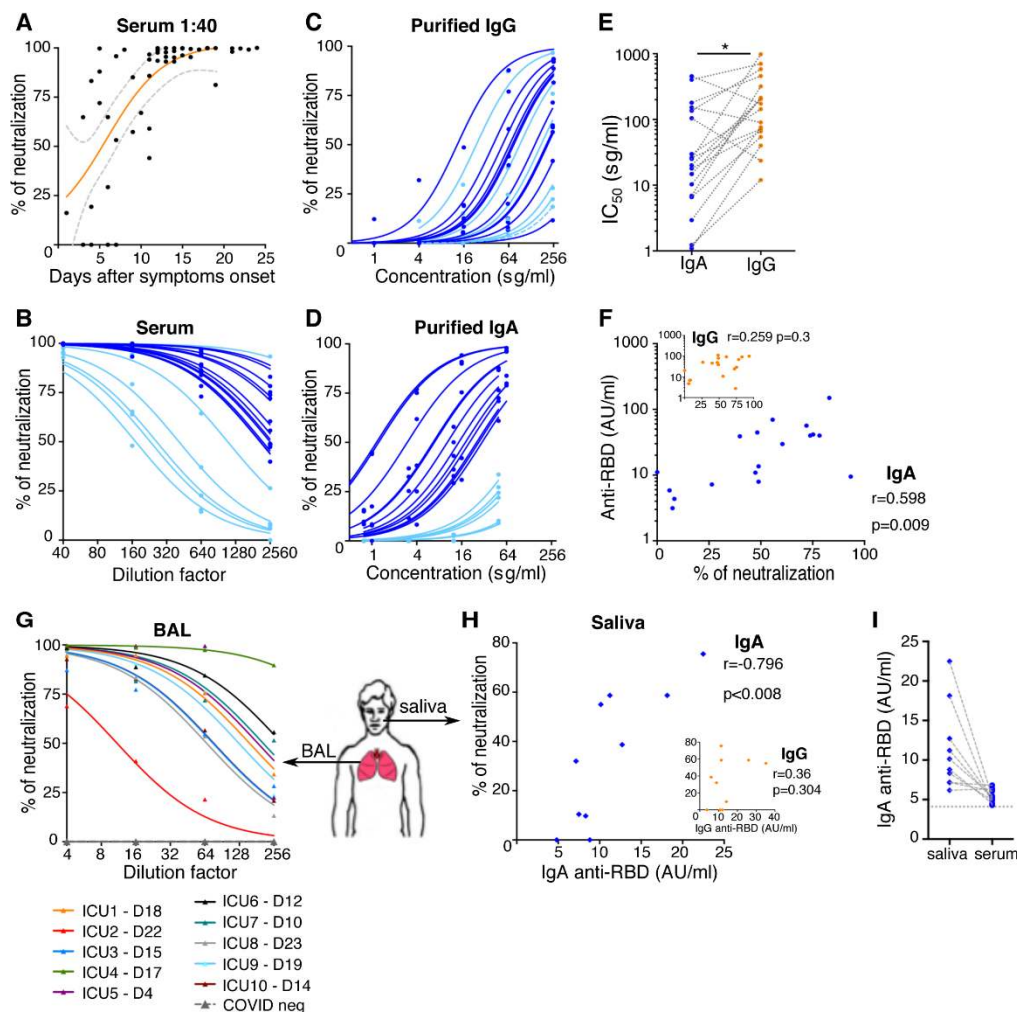 A
Serum 1:40
% of neutralization
100
75
50
25
0
0 5 10 15 20 25
Days after symptoms onset
B
Serum
% of neutralization
100
75
50
25
0
40 80 160 320 640 1280 2560
Dilution factor
C
Purified IgG
% of neutralization
100
75
50
25
0
1 4 16 64 256
Concentration (sg/ml)
D
Purified IgA
% of neutralization
100
75
50
25
0
1 4 16 64 256
Concentration (sg/ml)
E
*
IC50 (sg/ml)
1000
100
10
1
IgA IgG
F
Anti-RBD (AU/ml)
1000
100
10
1
0 25 50 75 100
% of neutralization
IgG
r=0.259 p=0.3
1000
100
10
1
25 50 75 100
IgA
r=0.598
p=0.009
G
BAL
% of neutralization
100
75
50
25
0
4 8 16 32 64 128 256
Dilution factor
ICU1 - D18
ICU2 - D22
ICU3 - D15
ICU4 - D17
ICU5 - D4
ICU6 - D12
ICU7 - D10
ICU8 - D23
ICU9 - D19
ICU10 - D14
COVID neq
saliva
BAL
H
Saliva
% of neutralization
80
60
40
20
0
0 5 10 15 20 25
IgA anti-RBD (AU/ml)
IgA
r=-0.796
p<0.008
IgG
r=0.36
p=0.304
80
60
40
20
0
0 10 20 30 40
IgG anti-RBD (AU/ml)
I
IgA anti-RBD (AU/ml)
25
20
15
10
5
0
saliva serum